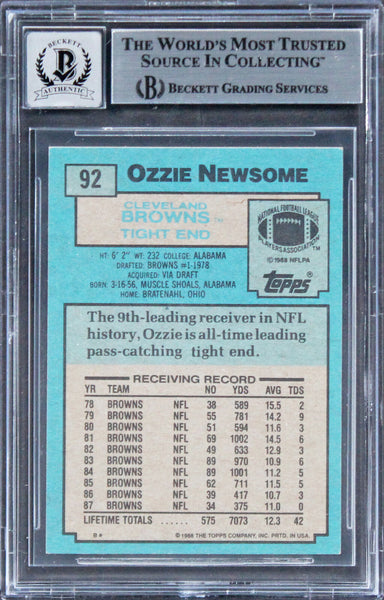 BECKETT
B
AUTHENTIC
THE WORLD'S MOST TRUSTED
SOURCE IN COLLECTING™
B BECKETT GRADING SERVICES
92 OZZIE NEWSOME
CLEVELAND
BROWNS™
TIGHT END
NATIONAL FOOTBALL LEAGUE
PLAYERS ASSOCIATION
©1988 NFLPA
HT: 6' 2" WT: 232 COLLEGE: ALABAMA
DRAFTED: BROWNS #1-1978
ACQUIRED: VIA DRAFT
BORN: 3-16-56, MUSCLE SHOALS, ALABAMA
HOME: BRATENAHL, OHIO
topps®
The 9th-leading receiver in NFL
history, Ozzie is all-time leading
pass-catching tight end.
RECEIVING RECORD
YR TEAM NO YDS AVG TDS
78 BROWNS NFL 38 589 15.5 2
79 BROWNS NFL 55 781 14.2 9
80 BROWNS NFL 51 594 11.6 3
81 BROWNS NFL 69 1002 14.5 6
82 BROWNS NFL 49 633 12.9 3
83 BROWNS NFL 89 970 10.9 6
84 BROWNS NFL 89 1001 11.2 5
85 BROWNS NFL 62 711 11.5 5
86 BROWNS NFL 39 417 10.7 3
87 BROWNS NFL 34 375 11.0 0
LIFETIME TOTALS ...... 575 7073 12.3 42
B* ©1988 THE TOPPS COMPANY, INC. PRTD. IN USA.